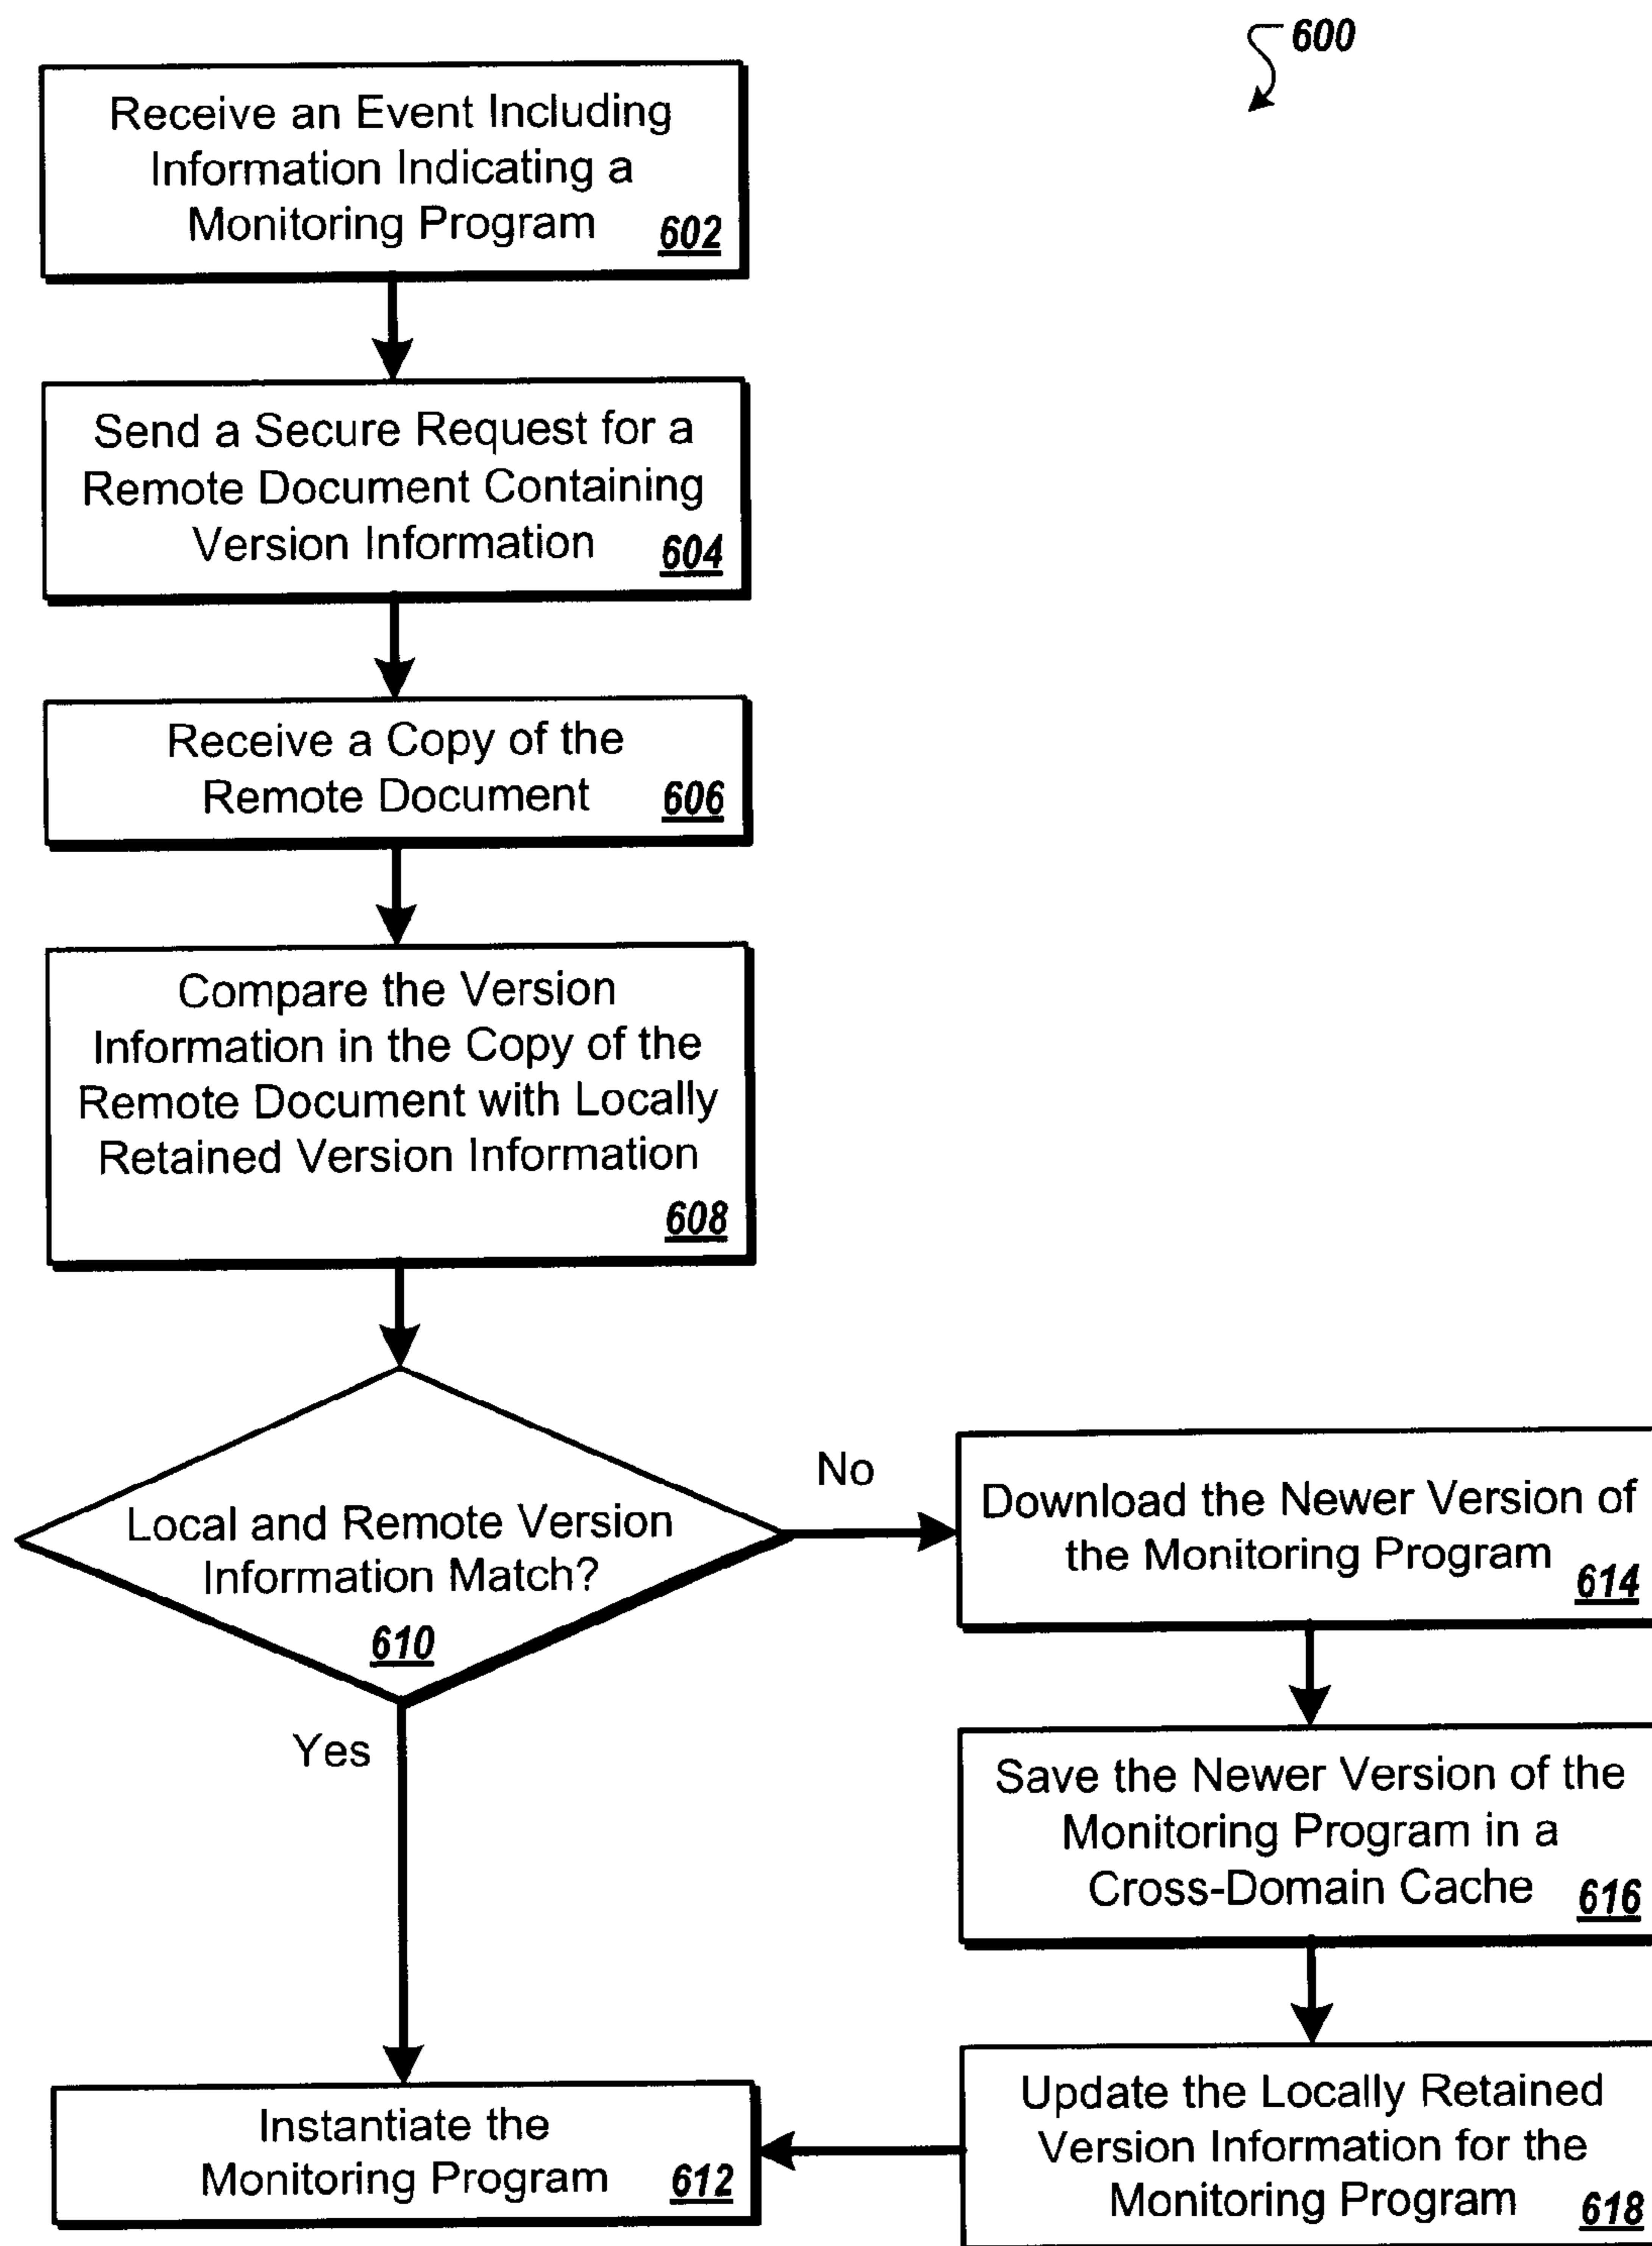 600
Receive an Event Including
Information Indicating a
Monitoring Program 602
Send a Secure Request for a
Remote Document Containing
Version Information 604
Receive a Copy of the
Remote Document 606
Compare the Version
Information in the Copy of the
Remote Document with Locally
Retained Version Information
608
Local and Remote Version
Information Match?
610
No
Yes
Download the Newer Version of
the Monitoring Program 614
Save the Newer Version of the
Monitoring Program in a
Cross-Domain Cache 616
Update the Locally Retained
Version Information for the
Monitoring Program 618
Instantiate the
Monitoring Program 612